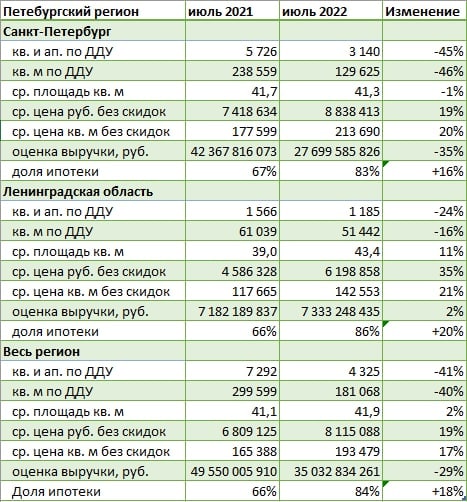 Петебургский регион июль 2021 июль 2022 Изменение
Санкт-Петербург
кв. и ап. по ДДУ 5 726 3 140 -45%
кв. м по ДДУ 238 559 129 625 -46%
ср. площадь кв. м 41,7 41,3 -1%
ср. цена руб. без скидок 7 418 634 8 838 413 19%
ср. цена кв. м без скидок 177 599 213 690 20%
оценка выручки, руб. 42 367 816 073 27 699 585 826 -35%
доля ипотеки 67% 83% +16%
Ленинградская область
кв. и ап. по ДДУ 1 566 1 185 -24%
кв. м по ДДУ 61 039 51 442 -16%
ср. площадь кв. м 39,0 43,4 11%
ср. цена руб. без скидок 4 586 328 6 198 858 35%
ср. цена кв. м без скидок 117 665 142 553 21%
оценка выручки, руб. 7 182 189 837 7 333 248 435 2%
доля ипотеки 66% 86% +20%
Весь регион
кв. и ап. по ДДУ 7 292 4 325 -41%
кв. м по ДДУ 299 599 181 068 -40%
ср. площадь кв. м 41,1 41,9 2%
ср. цена руб. без скидок 6 809 125 8 115 088 19%
ср. цена кв. м без скидок 165 388 193 479 17%
оценка выручки, руб. 49 550 005 910 35 032 834 261 -29%
Доля ипотеки 66% 84% +18%